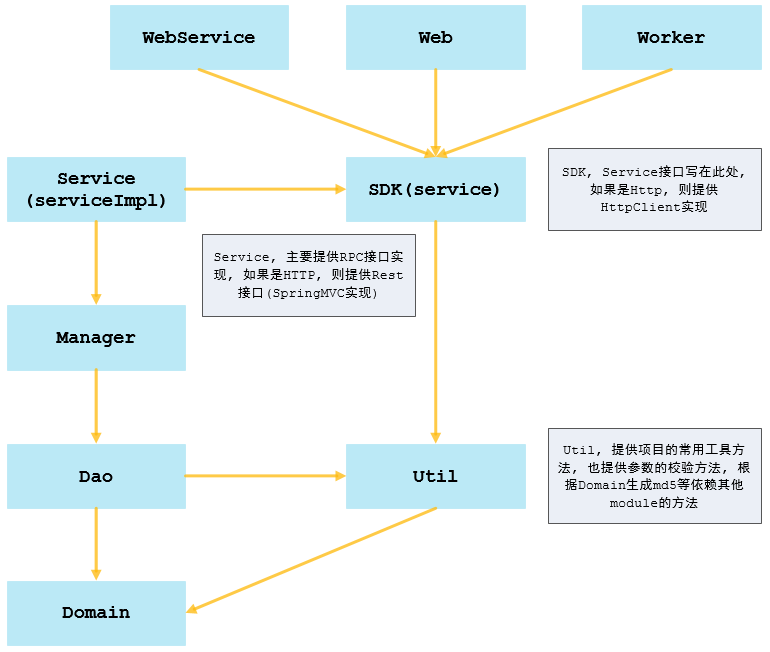 WebService
Web
Worker
Service
(serviceImpl)
SDK(service)
SDK, Service接口写在此处,
如果是Http, 则提供
HttpClient实现
Service, 主要提供RPC接口实
现, 如果是HTTP, 则提供Rest
接口(SpringMVC实现)
Manager
Dao
Util
Util, 提供项目的常用工具方
法, 也提供参数的校验方法, 根
据Domain生成md5等依赖其他
module的方法
Domain